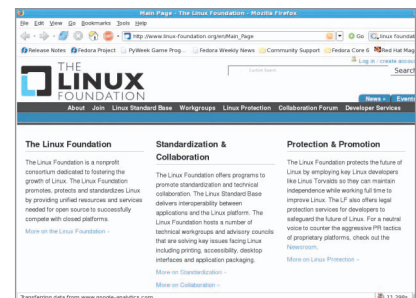 Main Page - The Linux Foundation - Mozilla Firefox
File Edit View Go Bookmarks Tools Help
http://www.linux-foundation.org/en/Main_Page
Go
linux foundat
Release Notes Fedora Project PyWeek Game Prog... Fedora Weekly News Community Support Fedora Core 6 Red Hat Mag
Log in / create accou
THE
LINUX
FOUNDATION
Custom Search
Search
News Events
About Join Linux Standard Base Workgroups Linux Protection Collaboration Forum Developer Services
The Linux Foundation
The Linux Foundation is a nonprofit
consortium dedicated to fostering the
growth of Linux. The Linux Foundation
promotes, protects and standardizes Linux
by providing unified resources and services
needed for open source to successfully
compete with closed platforms.
More on the Linux Foundation
Standardization &
Collaboration
The Linux Foundation offers programs to
promote standardization and technical
collaboration. The Linux Standard Base
delivers interoperability between
applications and the Linux platform. The
Linux Foundation hosts a number of
technical workgroups and advisory councils
that are solving key issues facing Linux
including printing, accessibility, desktop
interfaces and application packaging.
More on Standardization
More on Collaboration
Protection & Promotion
The Linux Foundation protects the future of
Linux by employing key Linux developers
like Linus Torvalds so they can maintain
independence while working full time to
improve Linux. The LF also offers legal
protection services for developers to
safeguard the future of Linux. For a neutral
voice to counter the aggressive PR tactics
of proprietary platforms, check out the
Newsroom.
More on Linux Protection
Transferring data from www.google-analytics.com...